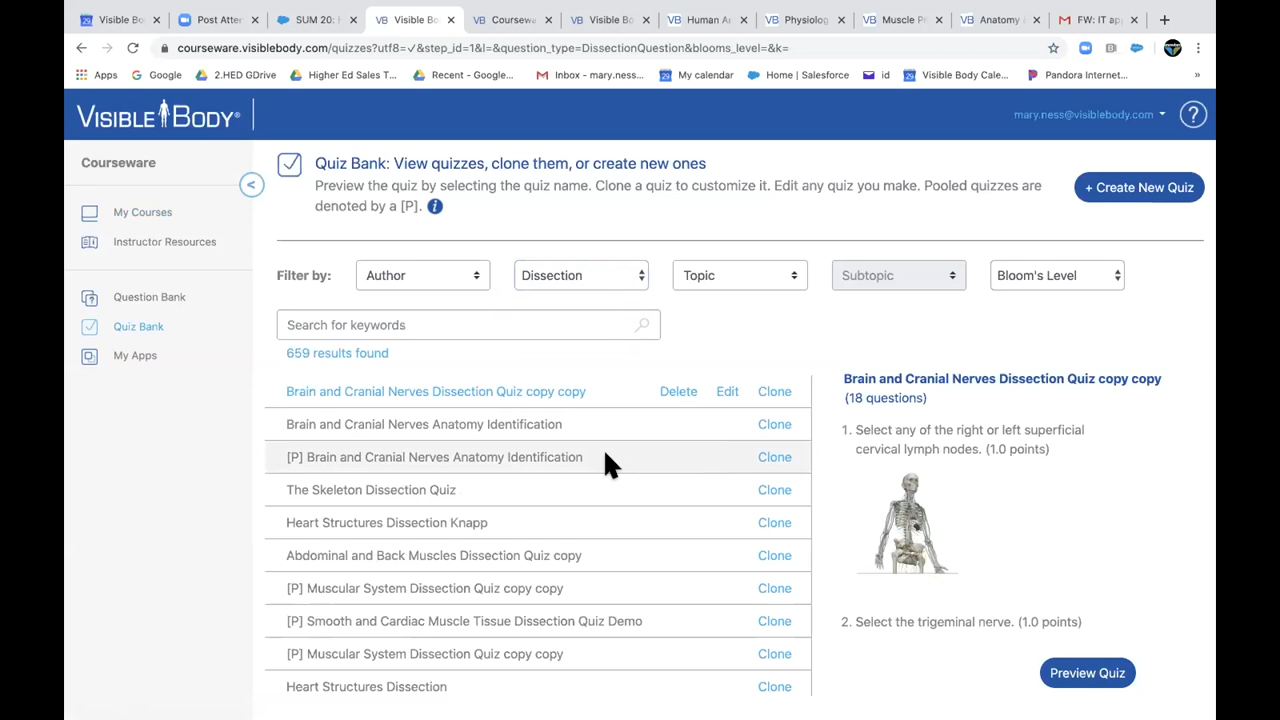 Visible Bo
Post Atter
SUM 20: H
Visible Bo
Coursewa
Visible Bo
Human An
Physiolog
Muscle Pr
Anatomy &
FW: IT app
courseware.visiblebody.com/quizzes?utf8=✓&step_id=1&l=&question_type=DissectionQuestion&blooms_level=&k=
Apps
Google
2.HED GDrive
Higher Ed Sales T...
Recent - Google...
Inbox - mary.ness...
My calendar
Home | Salesforce
id
Visible Body Cale...
Pandora Internet...
»
VISIBLE BODY®
mary.ness@visiblebody.com
?
Courseware
<
My Courses
Instructor Resources
Question Bank
Quiz Bank
My Apps
Quiz Bank: View quizzes, clone them, or create new ones
Preview the quiz by selecting the quiz name. Clone a quiz to customize it. Edit any quiz you make. Pooled quizzes are
denoted by a [P]. i
+ Create New Quiz
Filter by: Author Dissection Topic Subtopic Bloom's Level
Search for keywords
659 results found
Brain and Cranial Nerves Dissection Quiz copy copy Delete Edit Clone
Brain and Cranial Nerves Anatomy Identification Clone
[P] Brain and Cranial Nerves Anatomy Identification Clone
The Skeleton Dissection Quiz Clone
Heart Structures Dissection Knapp Clone
Abdominal and Back Muscles Dissection Quiz copy Clone
[P] Muscular System Dissection Quiz copy copy Clone
[P] Smooth and Cardiac Muscle Tissue Dissection Quiz Demo Clone
[P] Muscular System Dissection Quiz copy copy Clone
Heart Structures Dissection Clone
Brain and Cranial Nerves Dissection Quiz copy copy
(18 questions)
1. Select any of the right or left superficial
cervical lymph nodes. (1.0 points)
2. Select the trigeminal nerve. (1.0 points)
Preview Quiz